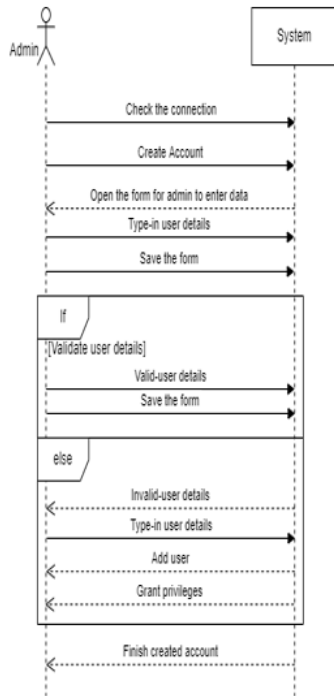 Admin
System
Check the connection
Create Account
Open the form for admin to enter data
Type-in user details
Save the form
If
[Validate user details]
Valid-user details
Save the form
else
Invalid-user details
Type-in user details
Add user
Grant privileges
Finish created account